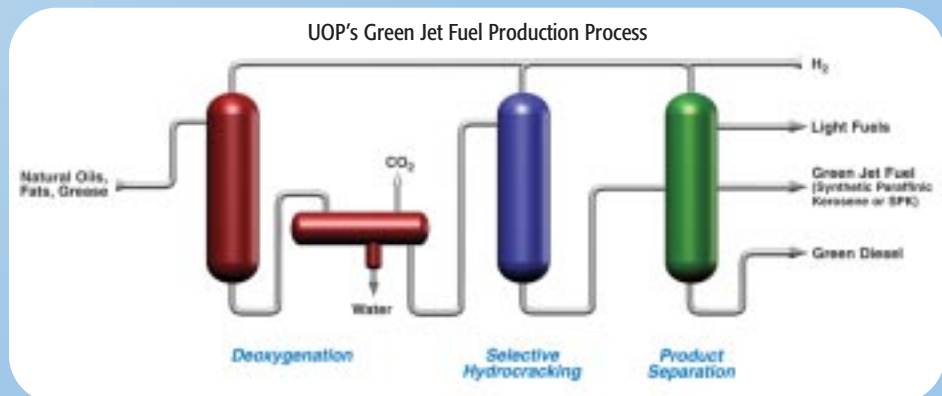 UOP's Green Jet Fuel Production Process
H₂
Light Fuels
Natural Oils,
Fats, Grease
CO₂
Green Jet Fuel
(Synthetic Paraffinic
Kerosene or SPK)
Green Diesel
Water
Deoxygenation
Selective
Hydrocracking
Product
Separation